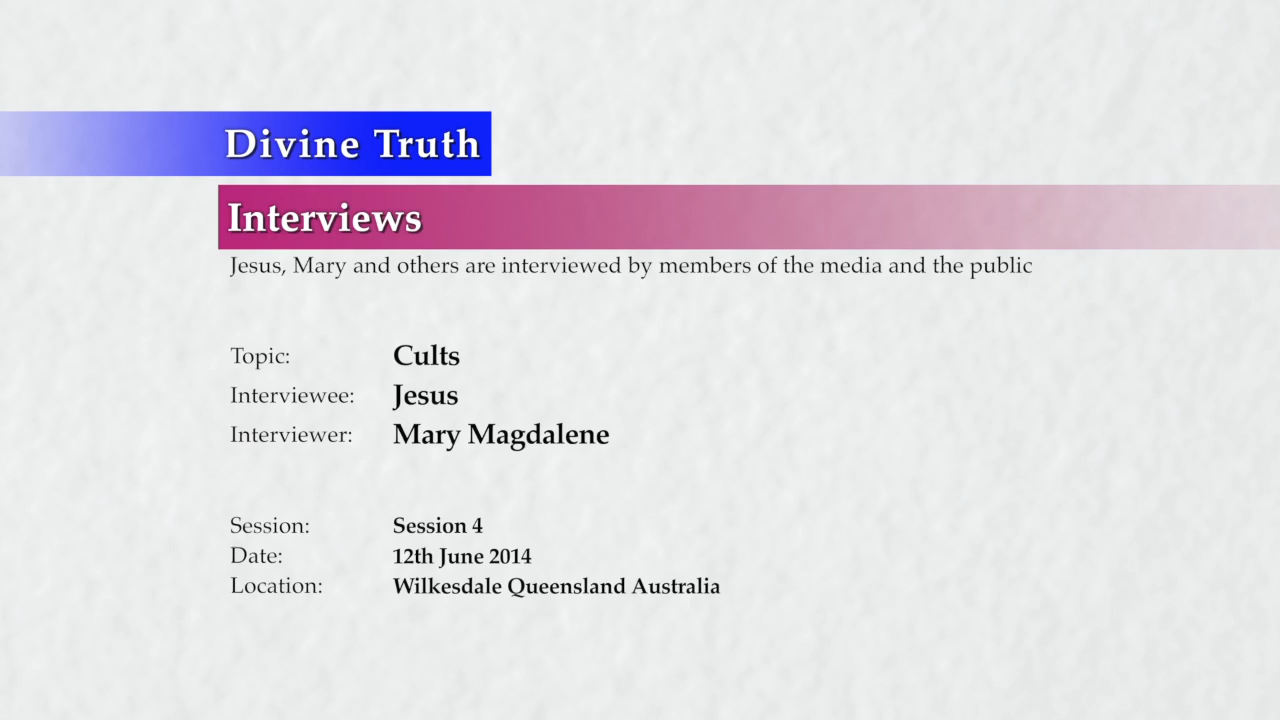 Divine Truth
Interviews
Jesus, Mary and others are interviewed by members of the media and the public
Topic: Cults
Interviewee: Jesus
Interviewer: Mary Magdalene
Session: Session 4
Date: 12th June 2014
Location: Wilkesdale Queensland Australia